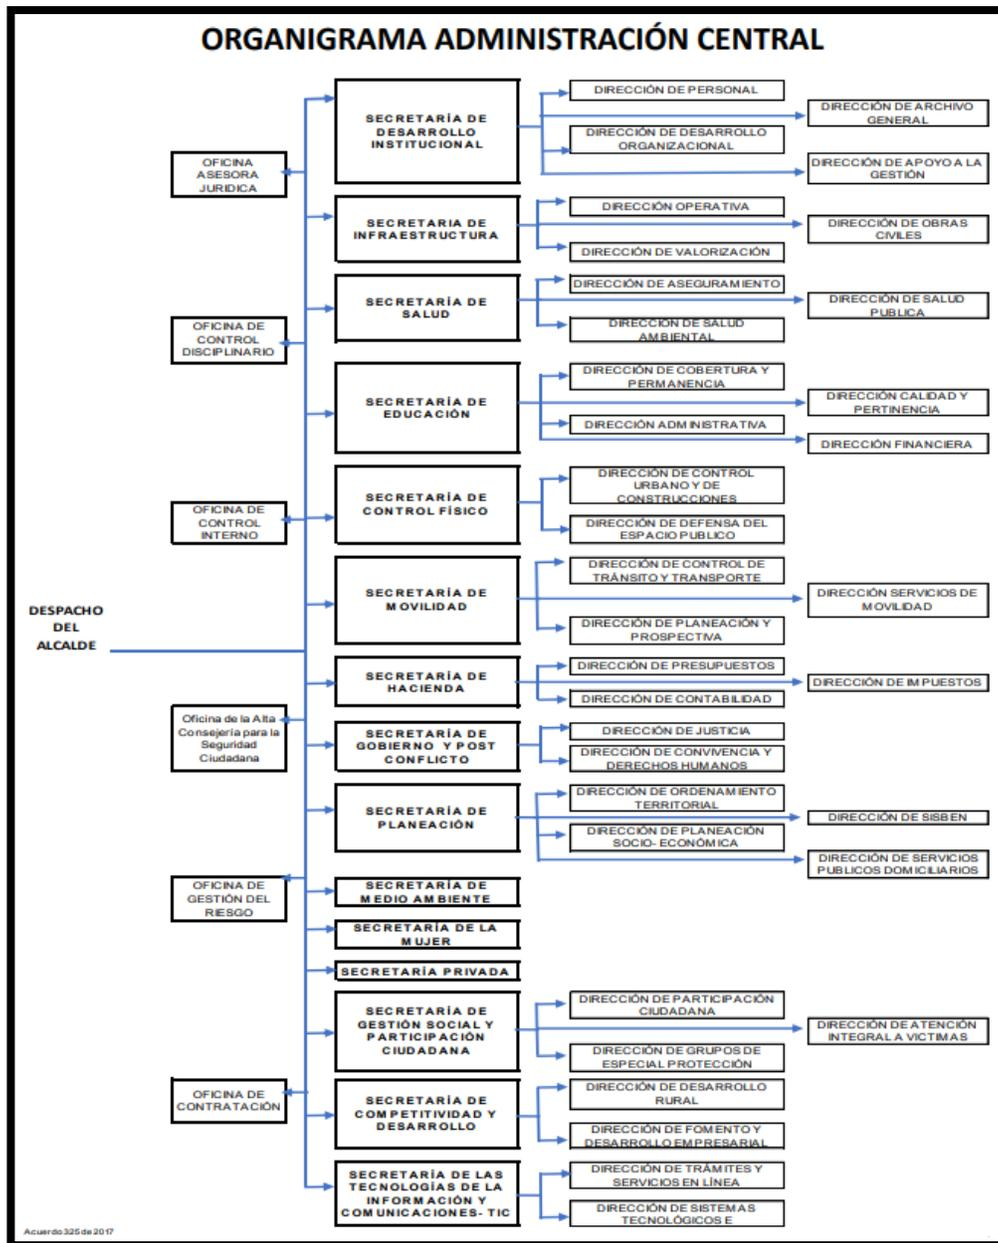 ORGANIGRAMA ADMINISTRACIÓN CENTRAL
DESPACHO
DEL
ALCALDE
OFICINA
ASESORA
JURIDICA
OFICINA DE
CONTROL
DISCIPLINARIO
OFICINA DE
CONTROL
INTERNO
Oficina de la Alta
Consejería para la
Seguridad
Ciudadana
OFICINA DE
GESTIÓN DEL
RIESGO
OFICINA DE
CONTRATACIÓN
SECRETARÍA DE
DESARROLLO
INSTITUCIONAL
DIRECCIÓN DE PERSONAL
DIRECCIÓN DE ARCHIVO
GENERAL
DIRECCIÓN DE DESARROLLO
ORGANIZACIONAL
DIRECCIÓN DE APOYO A LA
GESTIÓN
SECRETARIA DE
INFRAESTRUCTURA
DIRECCIÓN OPERATIVA
DIRECCIÓN DE OBRAS
CIVILES
DIRECCIÓN DE VALORIZACIÓN
SECRETARÍA DE
SALUD
DIRECCIÓN DE ASEGURAMIENTO
DIRECCIÓN DE SALUD
PUBLICA
DIRECCIÓN DE SALUD
AMBIENTAL
SECRETARÍA DE
EDUCACIÓN
DIRECCIÓN DE COBERTURA Y
PERMANENCIA
DIRECCIÓN CALIDAD Y
PERTINENCIA
DIRECCIÓN ADMINISTRATIVA
DIRECCIÓN FINANCIERA
SECRETARÍA DE
CONTROL FÍSICO
DIRECCIÓN DE CONTROL
URBANO Y DE
CONSTRUCCIONES
DIRECCIÓN DE DEFENSA DEL
ESPACIO PUBLICO
SECRETARÍA DE
MOVILIDAD
DIRECCIÓN DE CONTROL DE
TRÁNSITO Y TRANSPORTE
DIRECCIÓN SERVICIOS DE
MOVILIDAD
DIRECCIÓN DE PLANEACIÓN Y
PROSPECTIVA
SECRETARÍA DE
HACIENDA
DIRECCIÓN DE PRESUPUESTOS
DIRECCIÓN DE IMPUESTOS
DIRECCIÓN DE CONTABILIDAD
SECRETARÍA DE
GOBIERNO Y POST
CONFLICTO
DIRECCIÓN DE JUSTICIA
DIRECCIÓN DE CONVIVENCIA Y
DERECHOS HUMANOS
SECRETARÍA DE
PLANEACIÓN
DIRECCIÓN DE ORDENAMIENTO
TERRITORIAL
DIRECCIÓN DE SISBEN
DIRECCIÓN DE PLANEACIÓN
SOCIO- ECONÓMICA
DIRECCIÓN DE SERVICIOS
PUBLICOS DOMICILIARIOS
SECRETARÍA DE
MEDIO AMBIENTE
SECRETARÍA DE LA
MUJER
SECRETARÍA PRIVADA
SECRETARÍA DE
GESTIÓN SOCIAL Y
PARTICIPACIÓN
CIUDADANA
DIRECCIÓN DE PARTICIPACIÓN
CIUDADANA
DIRECCIÓN DE ATENCIÓN
INTEGRAL A VICTIMAS
DIRECCIÓN DE GRUPOS DE
ESPECIAL PROTECCIÓN
SECRETARÍA DE
COMPETITIVIDAD Y
DESARROLLO
DIRECCIÓN DE DESARROLLO
RURAL
DIRECCIÓN DE FOMENTO Y
DESARROLLO EMPRESARIAL
SECRETARÍA DE LAS
TECNOLOGÍAS DE LA
INFORMACIÓN Y
COMUNICACIONES- TIC
DIRECCIÓN DE TRÁMITES Y
SERVICIOS EN LÍNEA
DIRECCIÓN DE SISTEMAS
TECNOLÓGICOS E
Acuerdo 325 de 2017